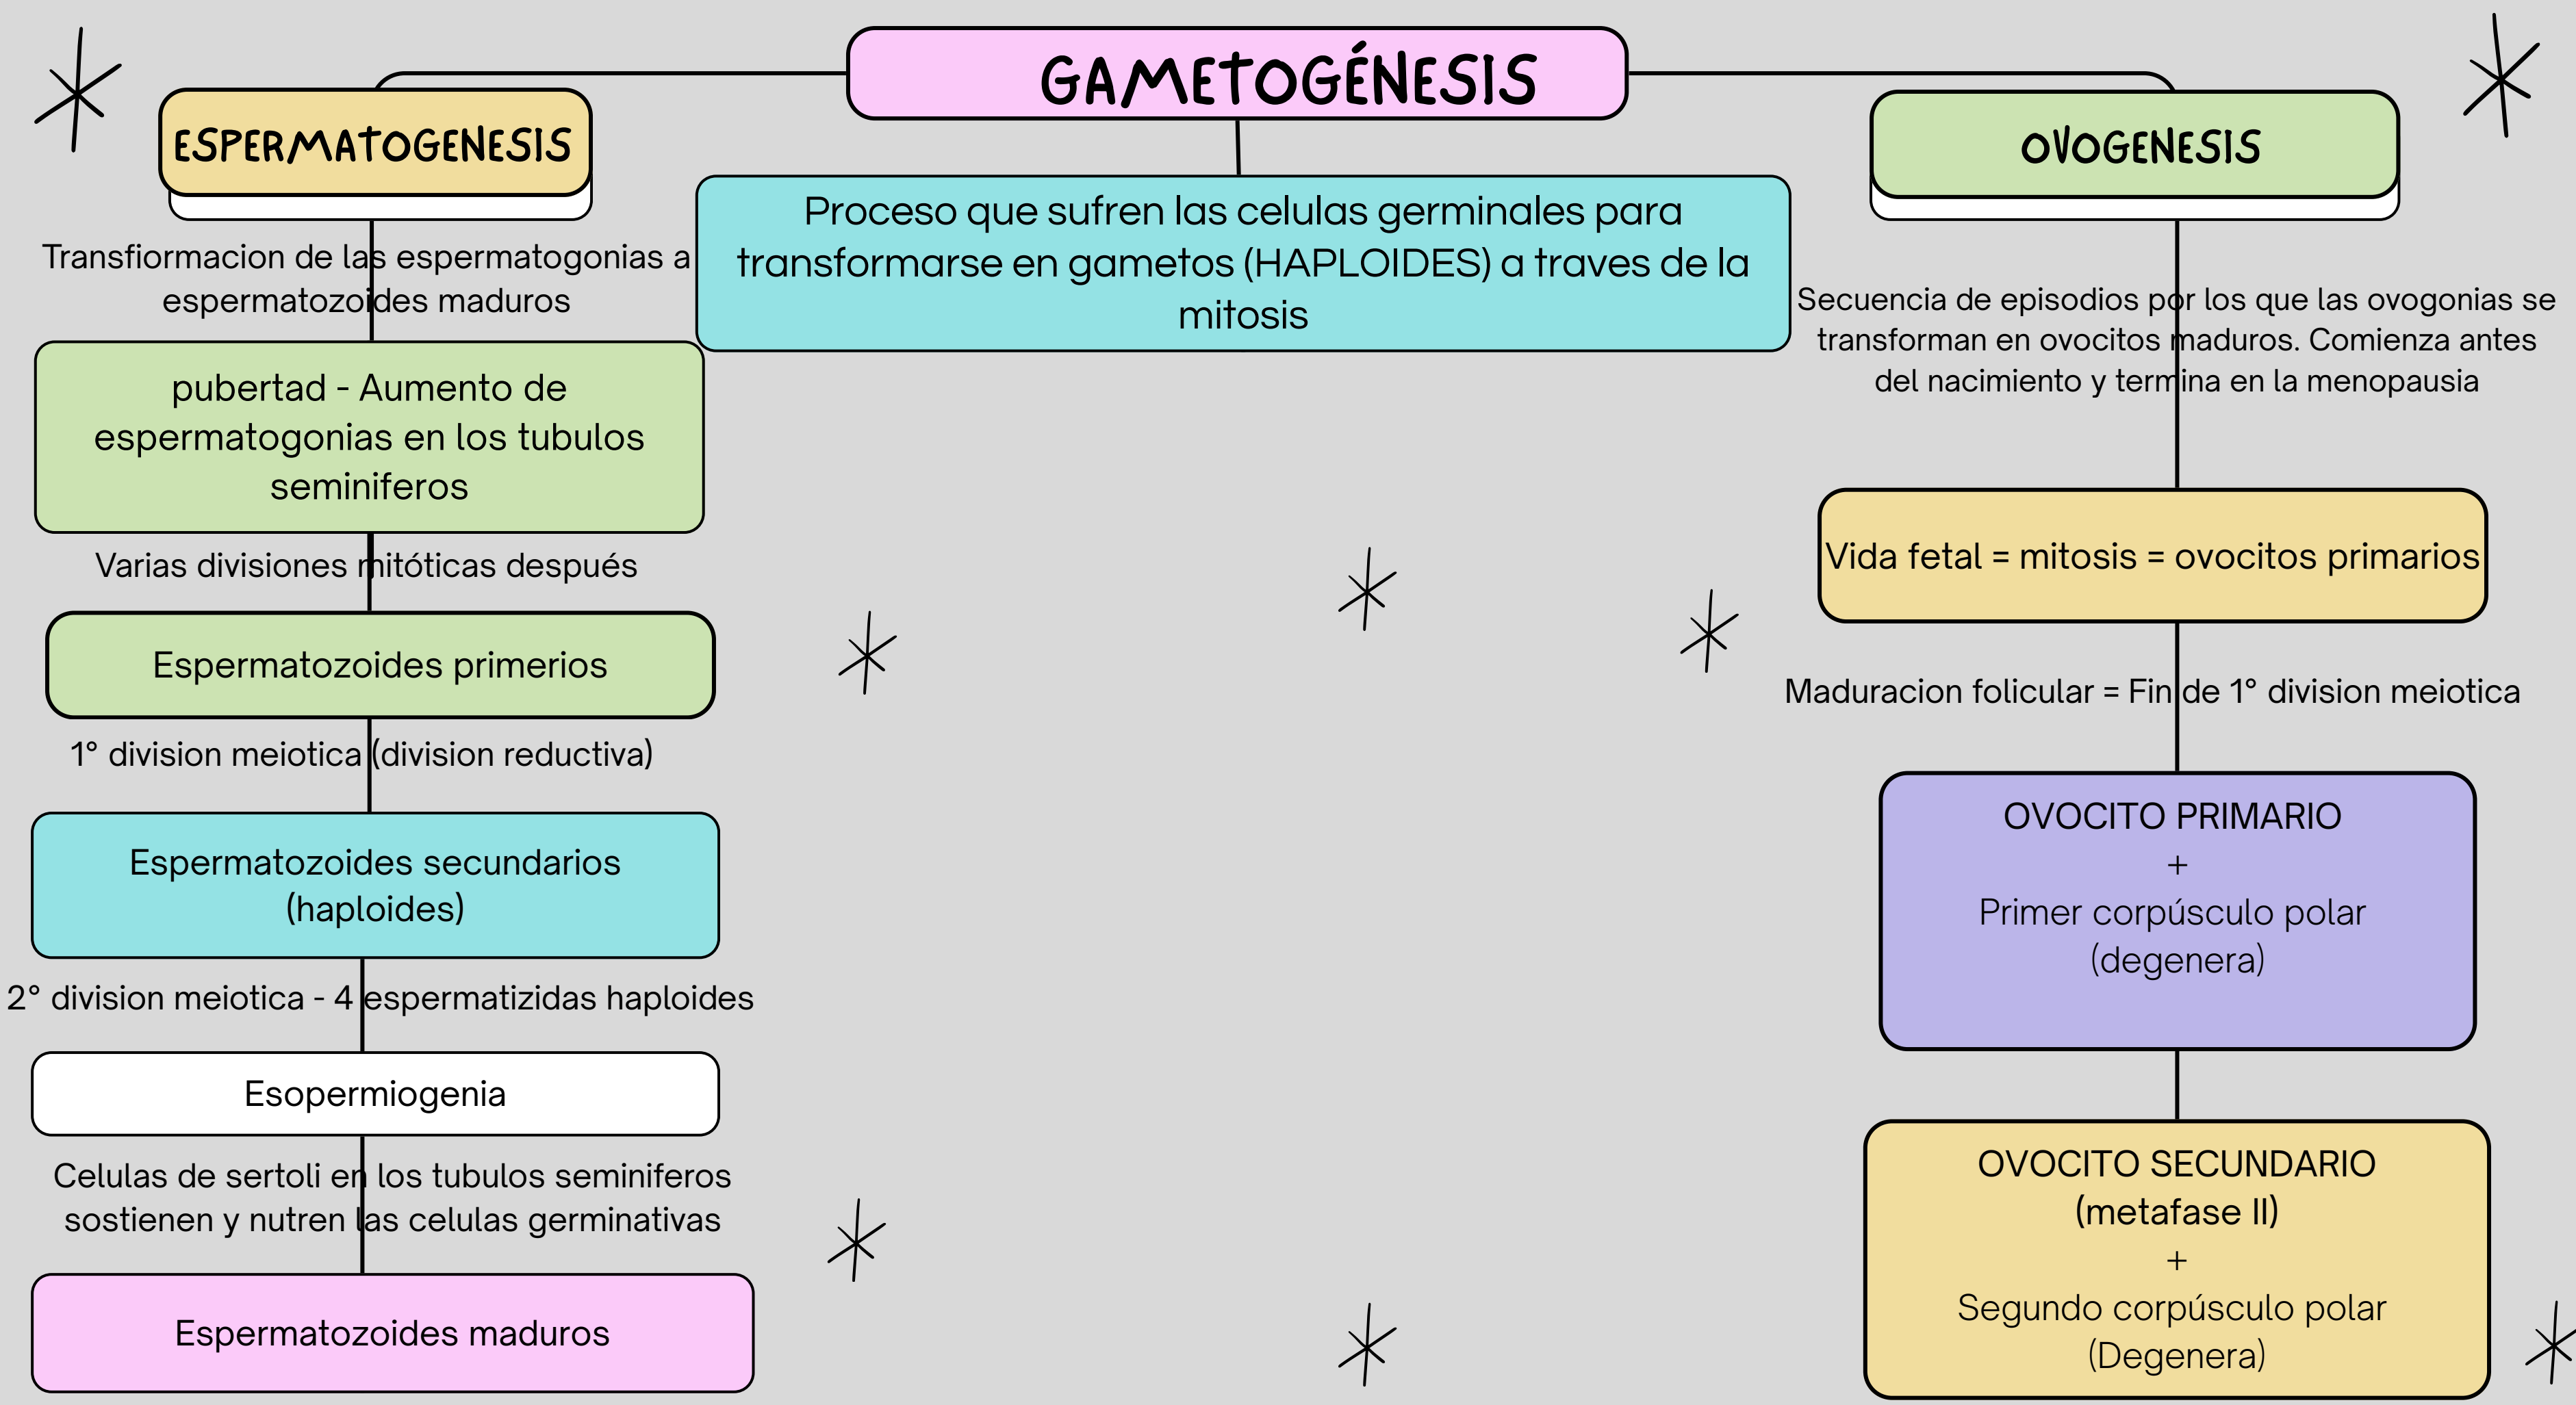 GAMETOGÉNESIS
Proceso que sufren las celulas germinales para
transformarse en gametos (HAPLOIDES) a traves de la
mitosis
ESPERMATOGENESIS
Transfiormacion de las espermatogonias a
espermatozoides maduros
pubertad - Aumento de
espermatogonias en los tubulos
seminiferos
Varias divisiones mitóticas después
Espermatozoides primerios
1° division meiotica (division reductiva)
Espermatozoides secundarios
(haploides)
2° division meiotica - 4 espermatizidas haploides
Esopermiogenia
Celulas de sertoli en los tubulos seminiferos
sostienen y nutren las celulas germinativas
Espermatozoides maduros
OVOGENESIS
Secuencia de episodios por los que las ovogonias se
transforman en ovocitos maduros. Comienza antes
del nacimiento y termina en la menopausia
Vida fetal = mitosis = ovocitos primarios
Maduracion folicular = Fin de 1° division meiotica
OVOCITO PRIMARIO
+
Primer corpúsculo polar
(degenera)
OVOCITO SECUNDARIO
(metafase II)
+
Segundo corpúsculo polar
(Degenera)